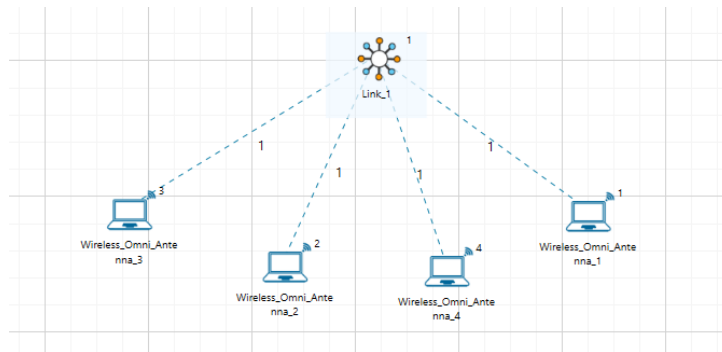 1
Link_1
1
1
1
1
3
1
Wireless_Omni_Ante
nna_3
2
4
Wireless_Omni_Ante
nna_1
Wireless_Omni_Ante
nna_2
Wireless_Omni_Ante
nna_4